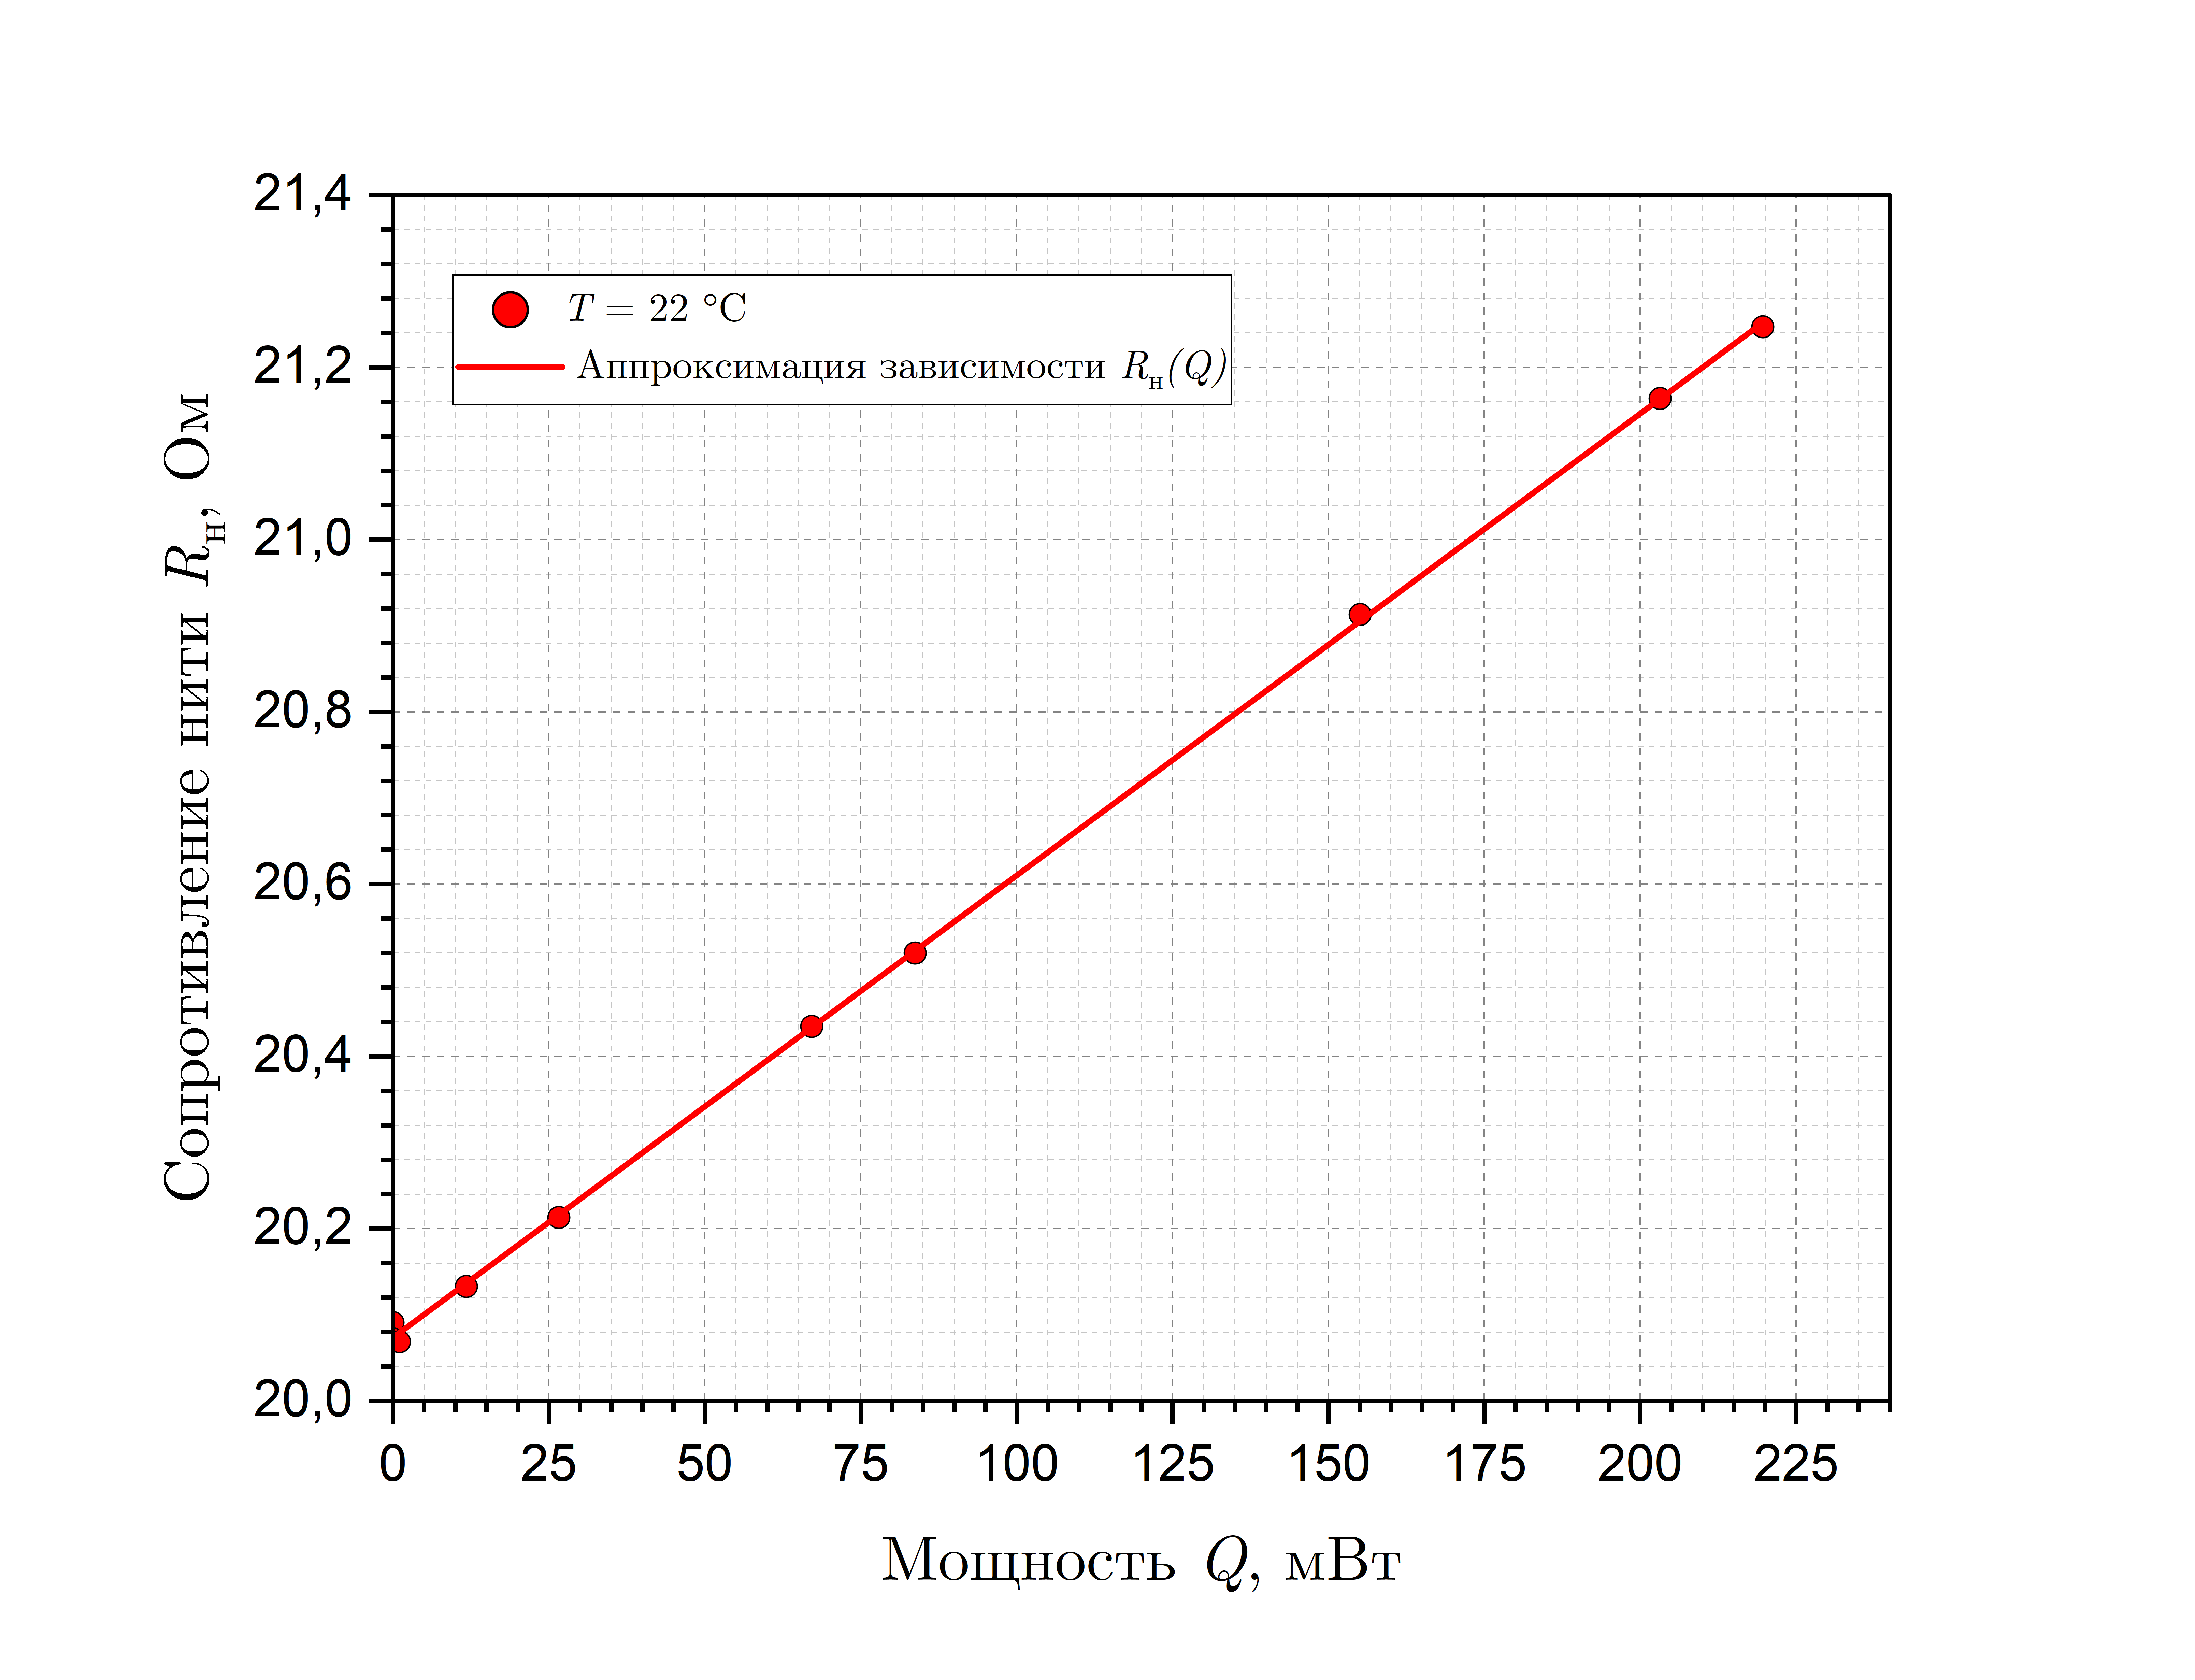 21,4
T = 22 °C
Аппроксимация зависимости Rн(Q)
21,2
21,0
20,8
20,6
20,4
20,2
20,0
Сопротивление нити Rн, Ом
0 25 50 75 100 125 150 175 200 225
Мощность Q, мВт